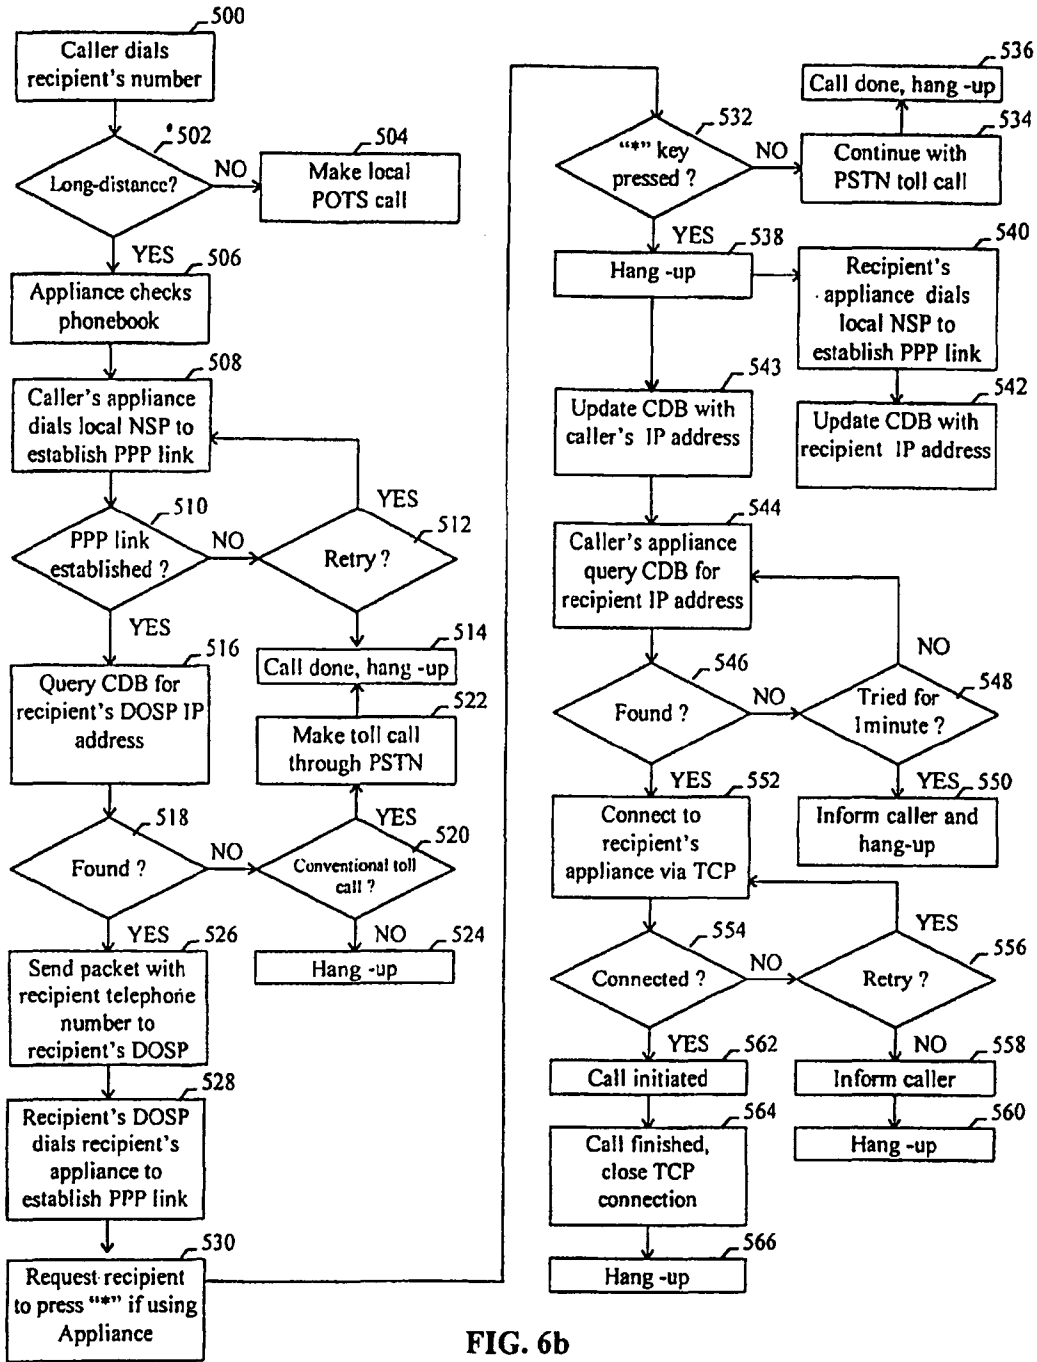 500
Caller dials
recipient's number
502
Long-distance?
NO
504
Make local
POTS call
YES
506
Appliance checks
phonebook
508
Caller's appliance
dials local NSP to
establish PPP link
510
PPP link
established ?
NO
YES
512
Retry ?
YES
514
Call done, hang -up
516
Query CDB for
recipient's DOSP IP
address
522
Make toll call
through PSTN
518
Found ?
NO
YES
520
Conventional toll
call ?
YES
NO
524
Hang -up
526
Send packet with
recipient telephone
number to
recipient's DOSP
528
Recipient's DOSP
dials recipient's
appliance to
establish PPP link
530
Request recipient
to press "*" if using
Appliance
532
"*" key
pressed ?
NO
YES
536
Call done, hang -up
534
Continue with
PSTN toll call
538
Hang -up
540
Recipient's
appliance dials
local NSP to
establish PPP link
543
Update CDB with
caller's IP address
542
Update CDB with
recipient IP address
544
Caller's appliance
query CDB for
recipient IP address
546
Found ?
NO
YES
548
Tried for
1minute ?
NO
YES
550
Inform caller and
hang-up
552
Connect to
recipient's
appliance via TCP
554
Connected ?
NO
YES
556
Retry ?
YES
NO
558
Inform caller
560
Hang -up
562
Call initiated
564
Call finished,
close TCP
connection
566
Hang -up
FIG. 6b